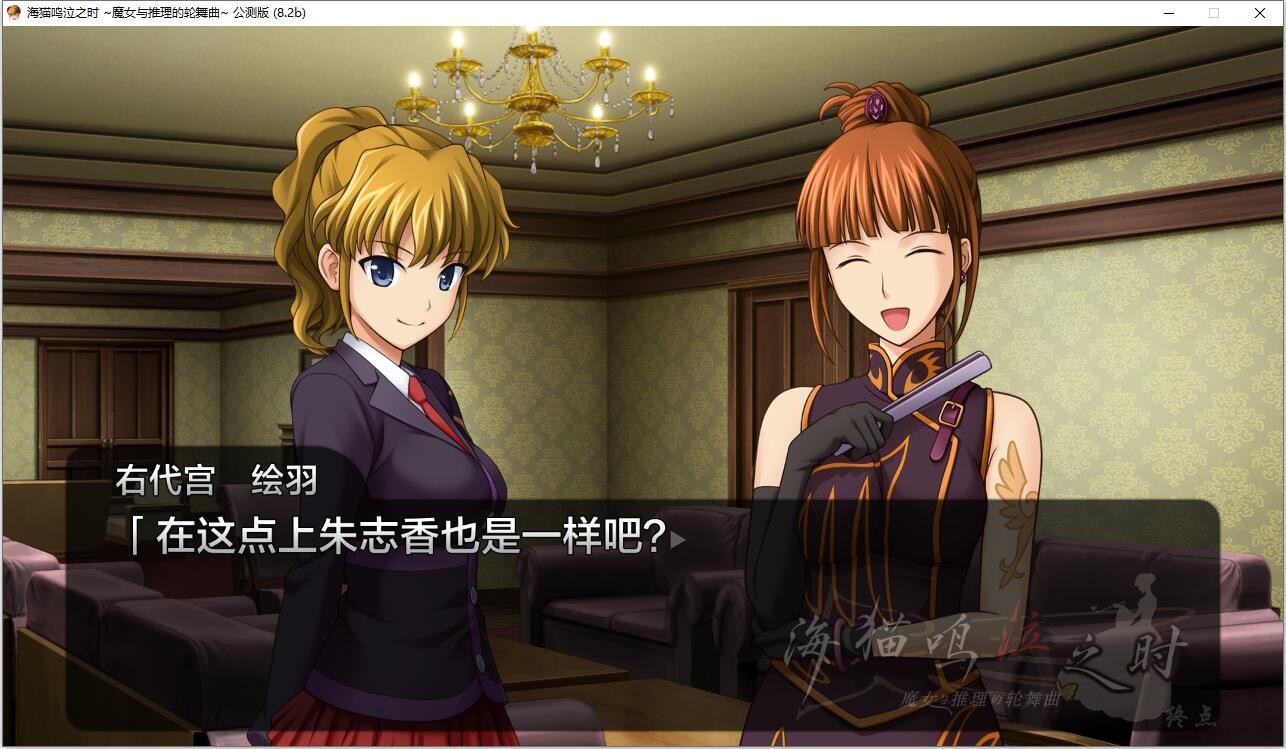 海猫鸣泣之时 ~魔女与推理的轮舞曲~ 公测版 (8.2b)
右代宫 绘羽
「在这点上朱志香也是一样吧?
海猫鸣泣之时
魔女与推理的轮舞曲
终点